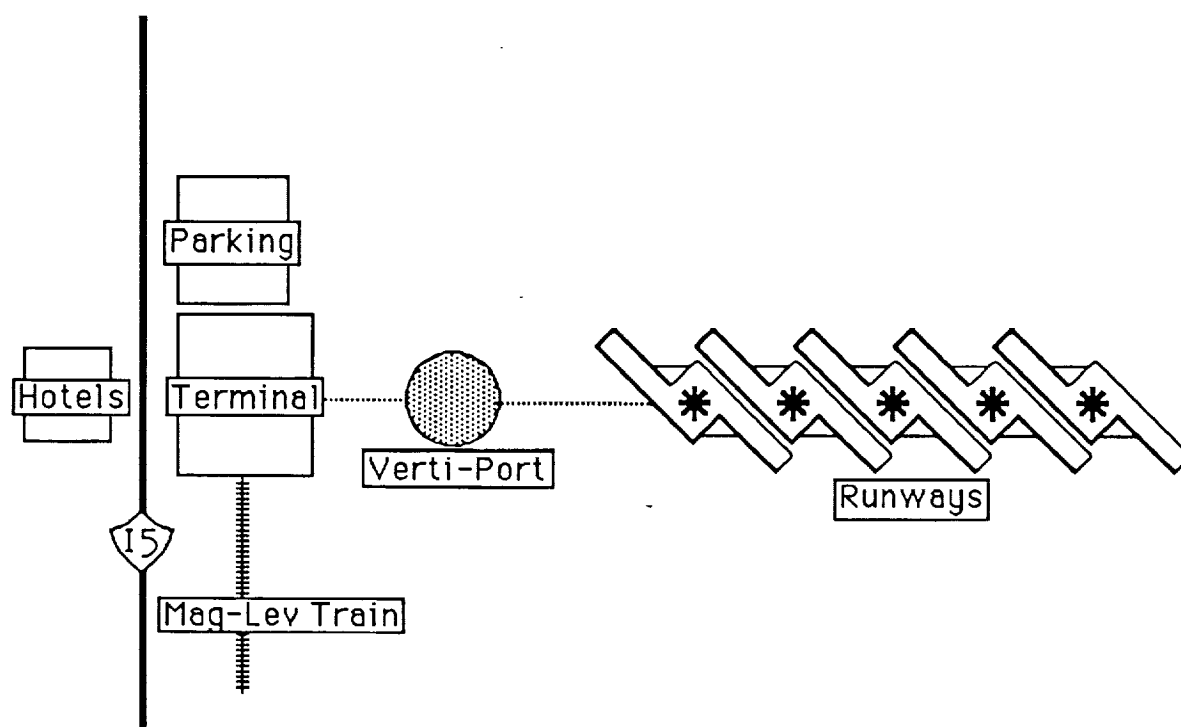 Parking
Hotels
Terminal
Verti-Port
Runways
I5
Mag-Lev Train